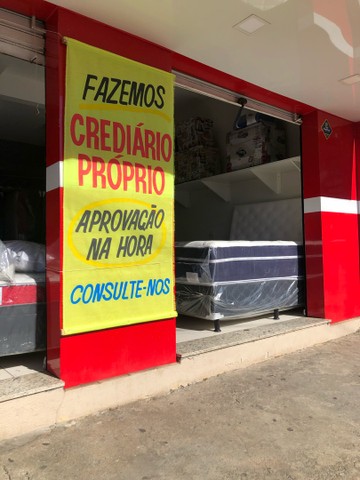 FAZEMOS
CREDIÁRIO
PRÓPRIO
APROVAÇÃO
NA HORA
CONSULTE-NOS